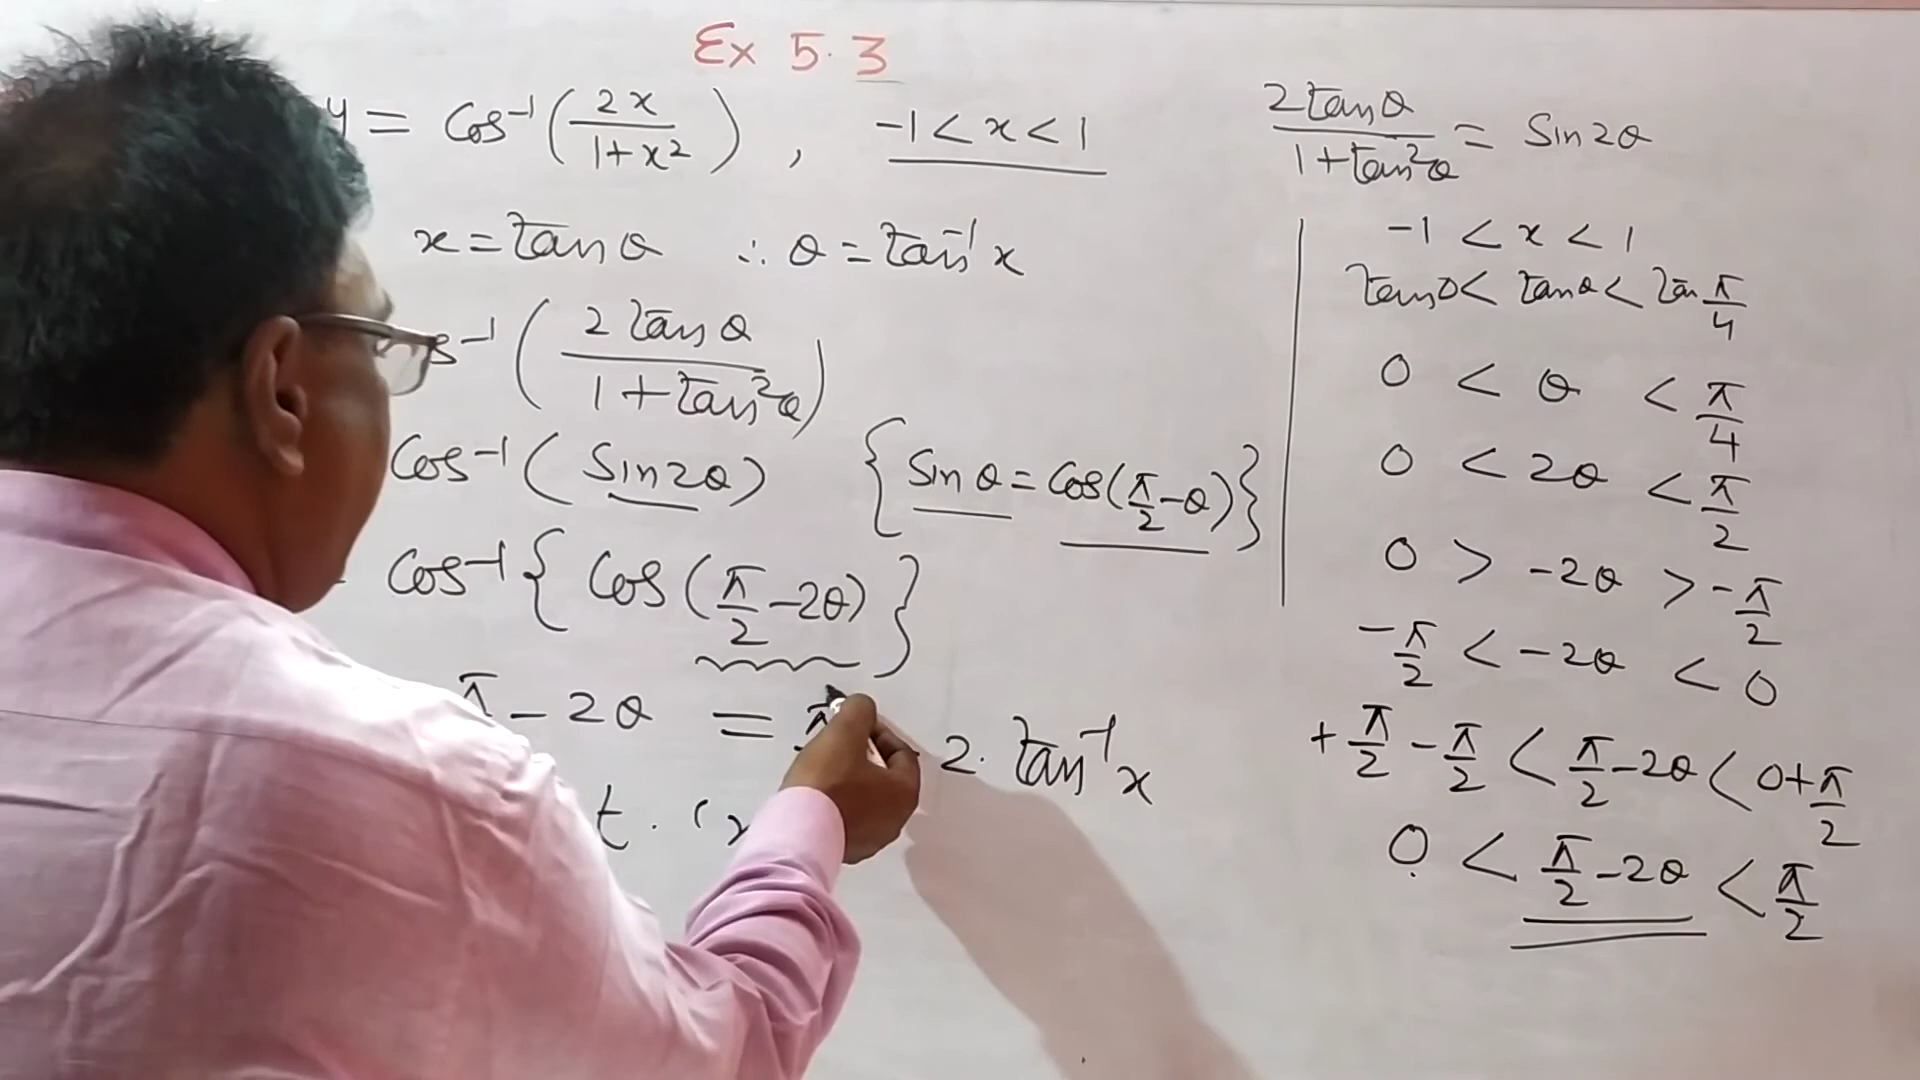 Ex 5.3
y = Cos⁻¹(2x/(1+x²)) , -1 < x < 1
x = tanθ ∴ θ = tan⁻¹x
s⁻¹(2tanθ/(1+tan²θ))
Cos⁻¹(Sin2θ) {Sinθ = Cos(π/2-θ)}
Cos⁻¹{Cos(π/2-2θ)}
π - 2θ = π 2. tan⁻¹x
t. (x
2tanθ/(1+tan²θ) = Sin2θ
-1 < x < 1
tan0 < tanθ < tan π/4
0 < θ < π/4
0 < 2θ < π/2
0 > -2θ > -π/2
-π/2 < -2θ < 0
+π/2 - π/2 < π/2 - 2θ < 0 + π/2
0 < π/2 - 2θ < π/2